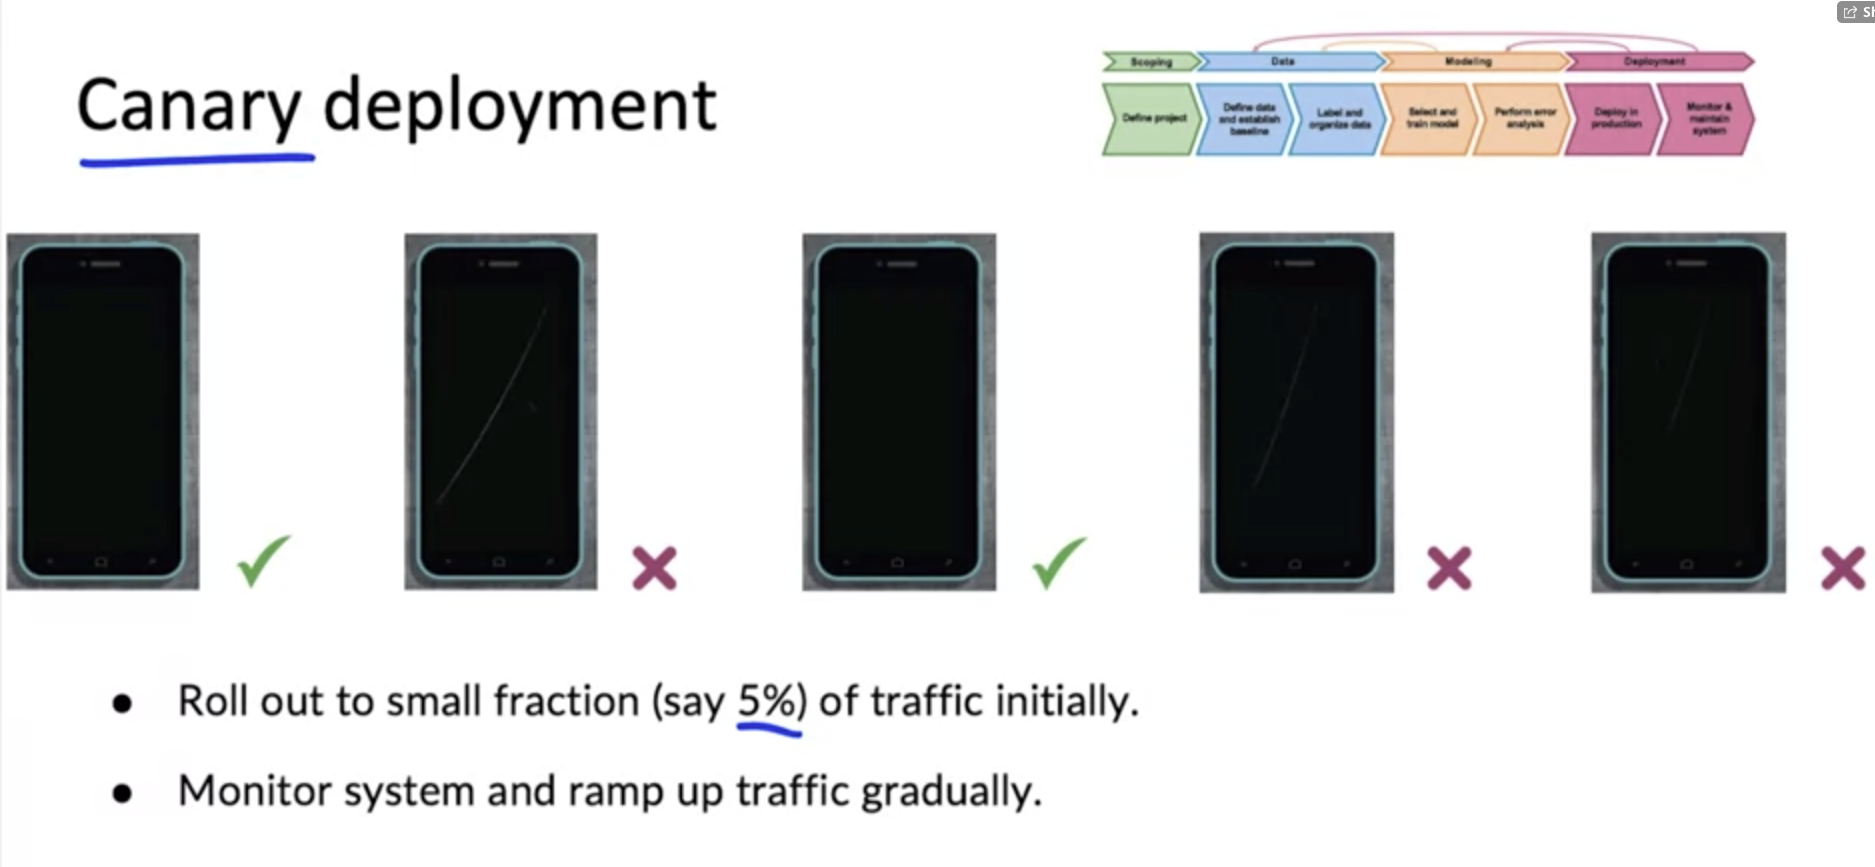 Sh
Canary deployment
Scoping
Data
Modeling
Deployment
Define project
Define data
and establish
baseline
Label and
organize data
Select and
train model
Perform error
analysis
Deploy in
production
Monitor &
maintain
system
● Roll out to small fraction (say 5%) of traffic initially.
● Monitor system and ramp up traffic gradually.